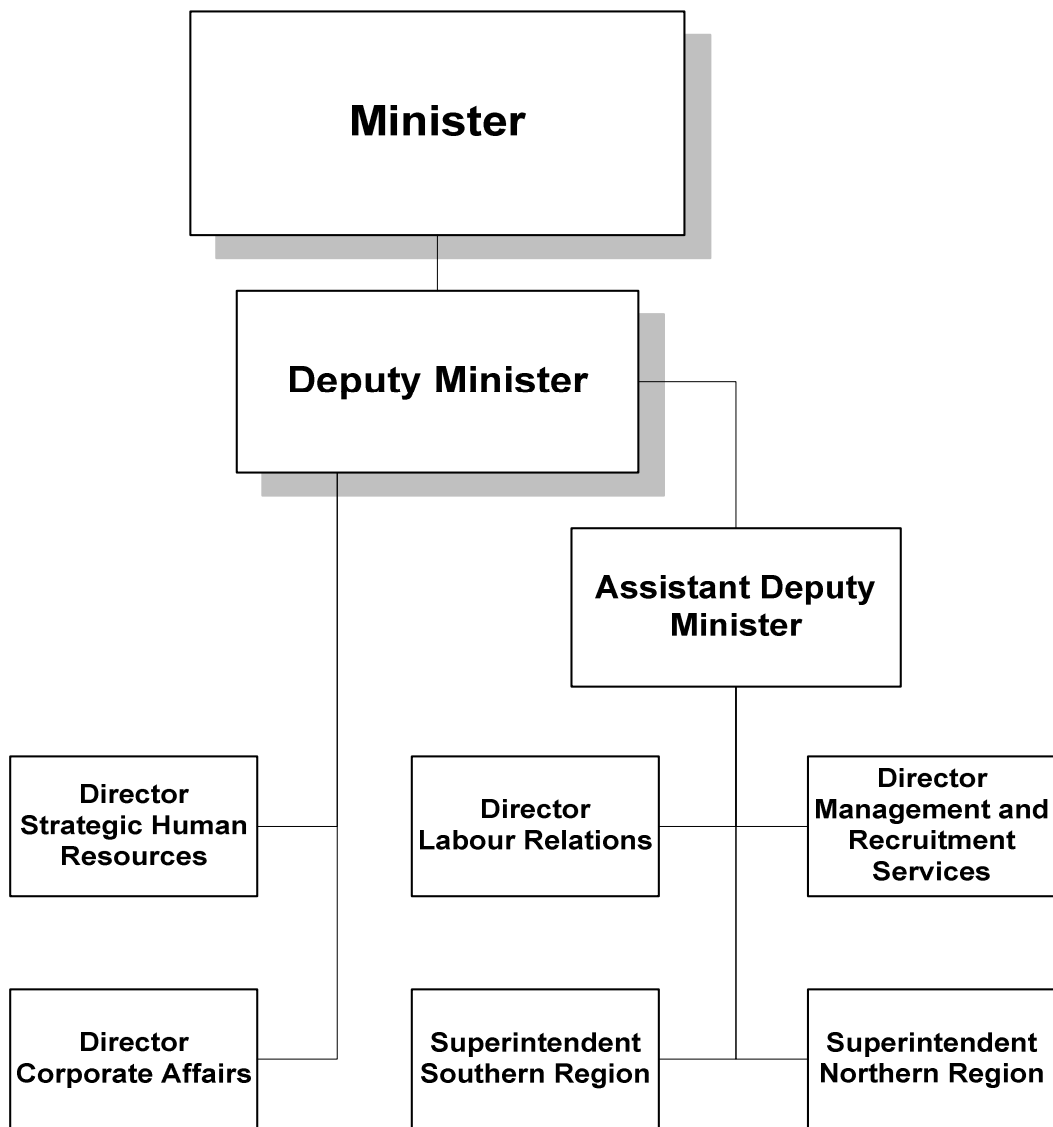 Minister
Deputy Minister
Assistant Deputy
Minister
Director
Strategic Human
Resources
Director
Labour Relations
Director
Management and
Recruitment
Services
Director
Corporate Affairs
Superintendent
Southern Region
Superintendent
Northern Region